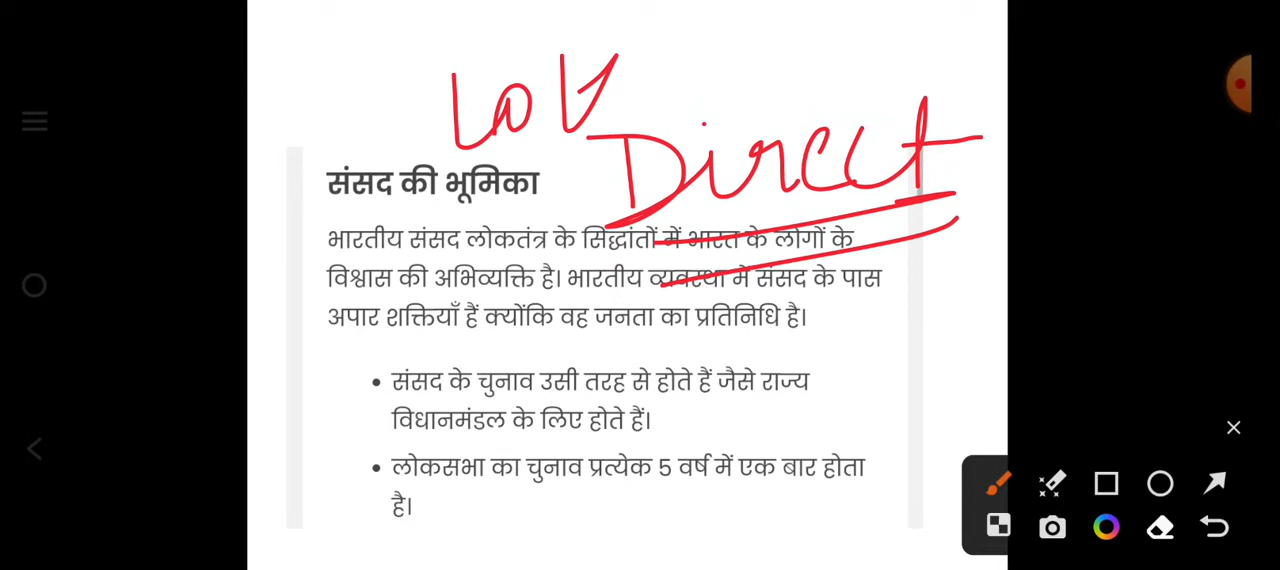 Direct
संसद की भूमिका
भारतीय संसद लोकतंत्र के सिद्धांतों में भारत के लोगों के
विश्वास की अभिव्यक्ति है। भारतीय व्यवस्था में संसद के पास
अपार शक्तियाँ हैं क्योंकि वह जनता का प्रतिनिधि है।
• संसद के चुनाव उसी तरह से होते हैं जैसे राज्य
विधानमंडल के लिए होते हैं।
• लोकसभा का चुनाव प्रत्येक 5 वर्ष में एक बार होता
है।